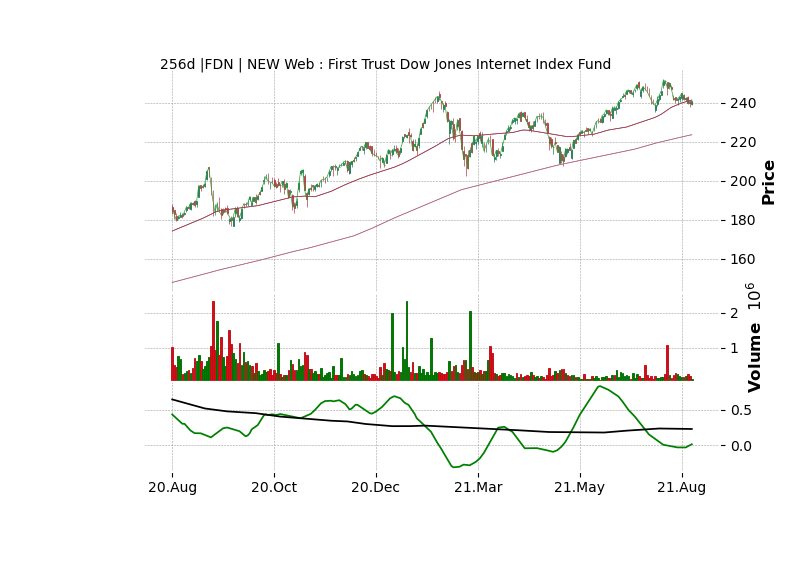 256d |FDN | NEW Web : First Trust Dow Jones Internet Index Fund
240
220
200
180
160
Price
10^6
2
1
Volume
0.5
0.0
20.Aug 20.Oct 20.Dec 21.Mar 21.May 21.Aug